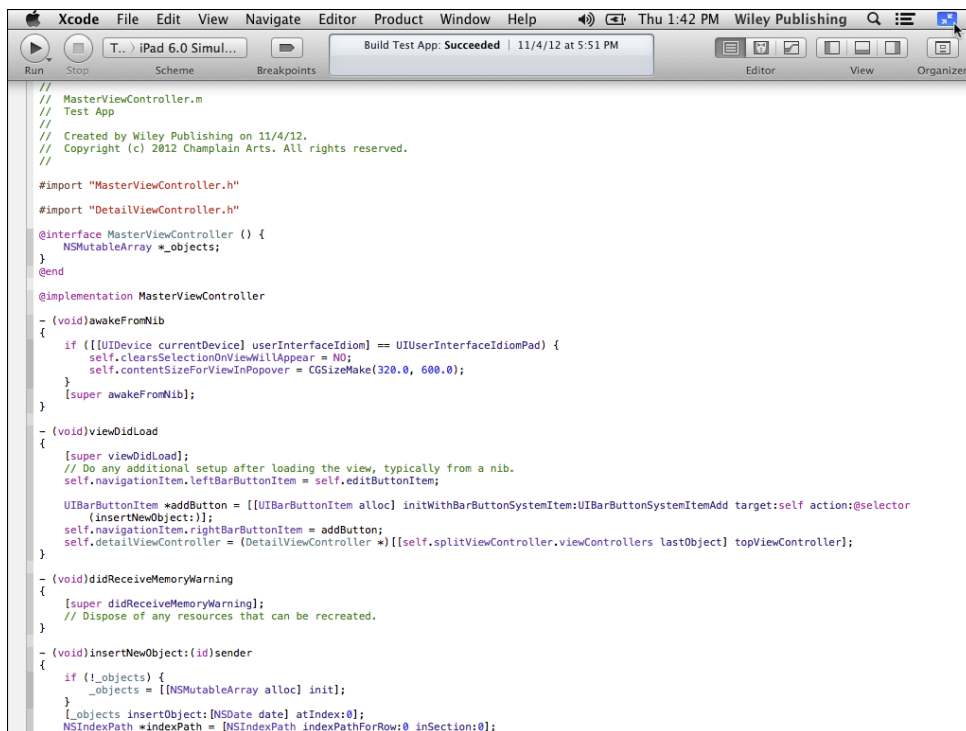 Xcode File Edit View Navigate Editor Product Window Help Thu 1:42 PM Wiley Publishing
T.. iPad 6.0 Simul...
Build Test App: Succeeded | 11/4/12 at 5:51 PM
Run Stop Scheme Breakpoints Editor View Organizer
//
// MasterViewController.m
// Test App
//
// Created by Wiley Publishing on 11/4/12.
// Copyright (c) 2012 Champlain Arts. All rights reserved.
//
#import "MasterViewController.h"
#import "DetailViewController.h"
@interface MasterViewController () {
NSMutableArray *_objects;
}
@end
@implementation MasterViewController
- (void)awakeFromNib
{
if ([[UIDevice currentDevice] userInterfaceIdiom] == UIUserInterfaceIdiomPad) {
self.clearsSelectionOnViewWillAppear = NO;
self.contentSizeForViewInPopover = CGSizeMake(320.0, 600.0);
}
[super awakeFromNib];
}
- (void)viewDidLoad
{
[super viewDidLoad];
// Do any additional setup after loading the view, typically from a nib.
self.navigationItem.leftBarButtonItem = self.editButtonItem;
UIBarButtonItem *addButton = [[UIBarButtonItem alloc] initWithBarButtonSystemItem:UIBarButtonSystemItemAdd target:self action:@selector
(insertNewObject:)];
self.navigationItem.rightBarButtonItem = addButton;
self.detailViewController = (DetailViewController *)[[self.splitViewController.viewControllers lastObject] topViewController];
}
- (void)didReceiveMemoryWarning
{
[super didReceiveMemoryWarning];
// Dispose of any resources that can be recreated.
}
- (void)insertNewObject:(id)sender
{
if (!_objects) {
_objects = [[NSMutableArray alloc] init];
}
[_objects insertObject:[NSDate date] atIndex:0];
NSIndexPath *indexPath = [NSIndexPath indexPathForRow:0 inSection:0];